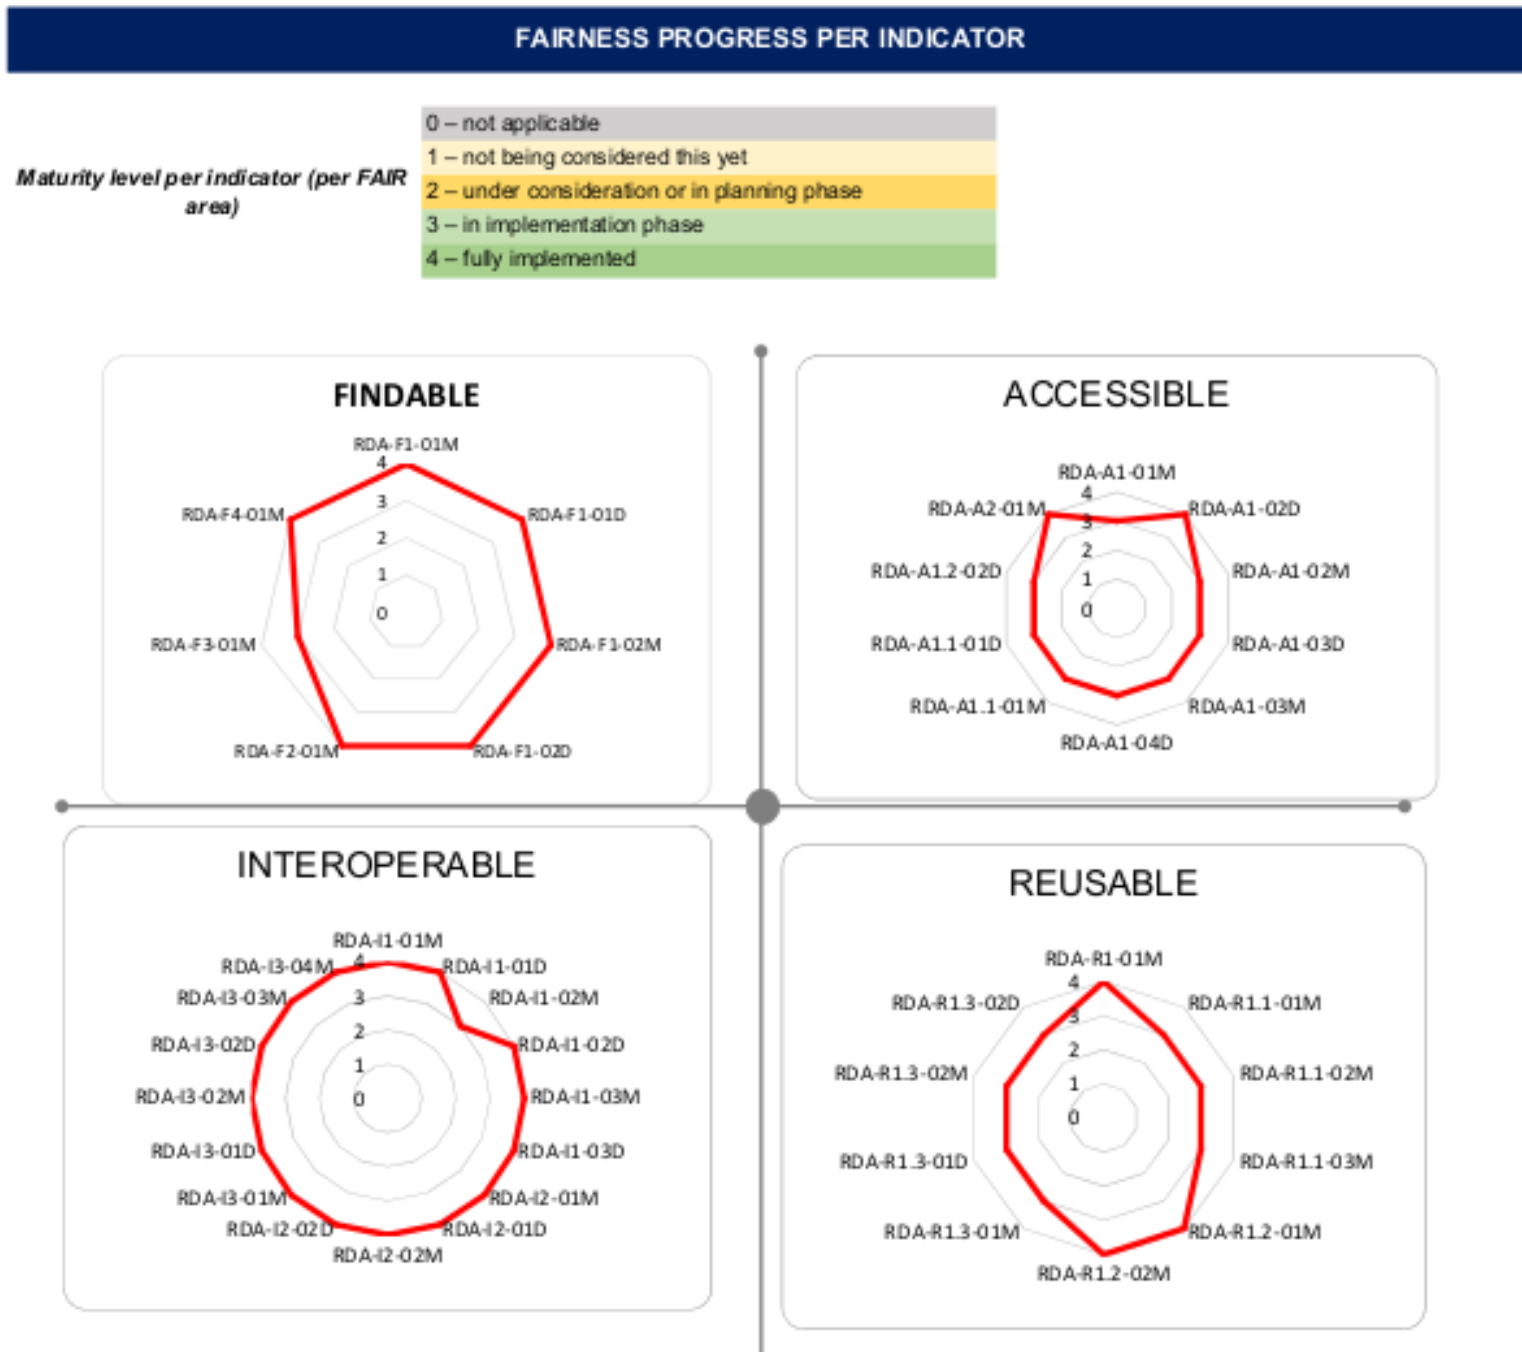 FAIRNESS PROGRESS PER INDICATOR
0 – not applicable
1 – not being considered this yet
Maturity level per indicator (per FAIR
area)
2 – under consideration or in planning phase
3 – in implementation phase
4 – fully implemented
FINDABLE
RDA-F1-01M
4
3
2
1
0
RDA-F1-01D
RDA-F1-02M
RDA-F1-02D
RDA-F2-01M
RDA-F3-01M
RDA-F4-01M
ACCESSIBLE
RDA-A1-01M
4
3
2
1
0
RDA-A1-02D
RDA-A1-02M
RDA-A1-03D
RDA-A1-03M
RDA-A1-04D
RDA-A1.1-01M
RDA-A1.1-01D
RDA-A1.2-02D
RDA-A2-01M
INTEROPERABLE
RDA-I1-01M
4
3
2
1
0
RDA-I1-01D
RDA-I1-02M
RDA-I1-02D
RDA-I1-03M
RDA-I1-03D
RDA-I2-01M
RDA-I2-01D
RDA-I2-02M
RDA-I2-02D
RDA-I3-01M
RDA-I3-01D
RDA-I3-02M
RDA-I3-02D
RDA-I3-03M
RDA-I3-04M
REUSABLE
RDA-R1-01M
4
3
2
1
0
RDA-R1.1-01M
RDA-R1.1-02M
RDA-R1.1-03M
RDA-R1.2-01M
RDA-R1.2-02M
RDA-R1.3-01M
RDA-R1.3-01D
RDA-R1.3-02M
RDA-R1.3-02D